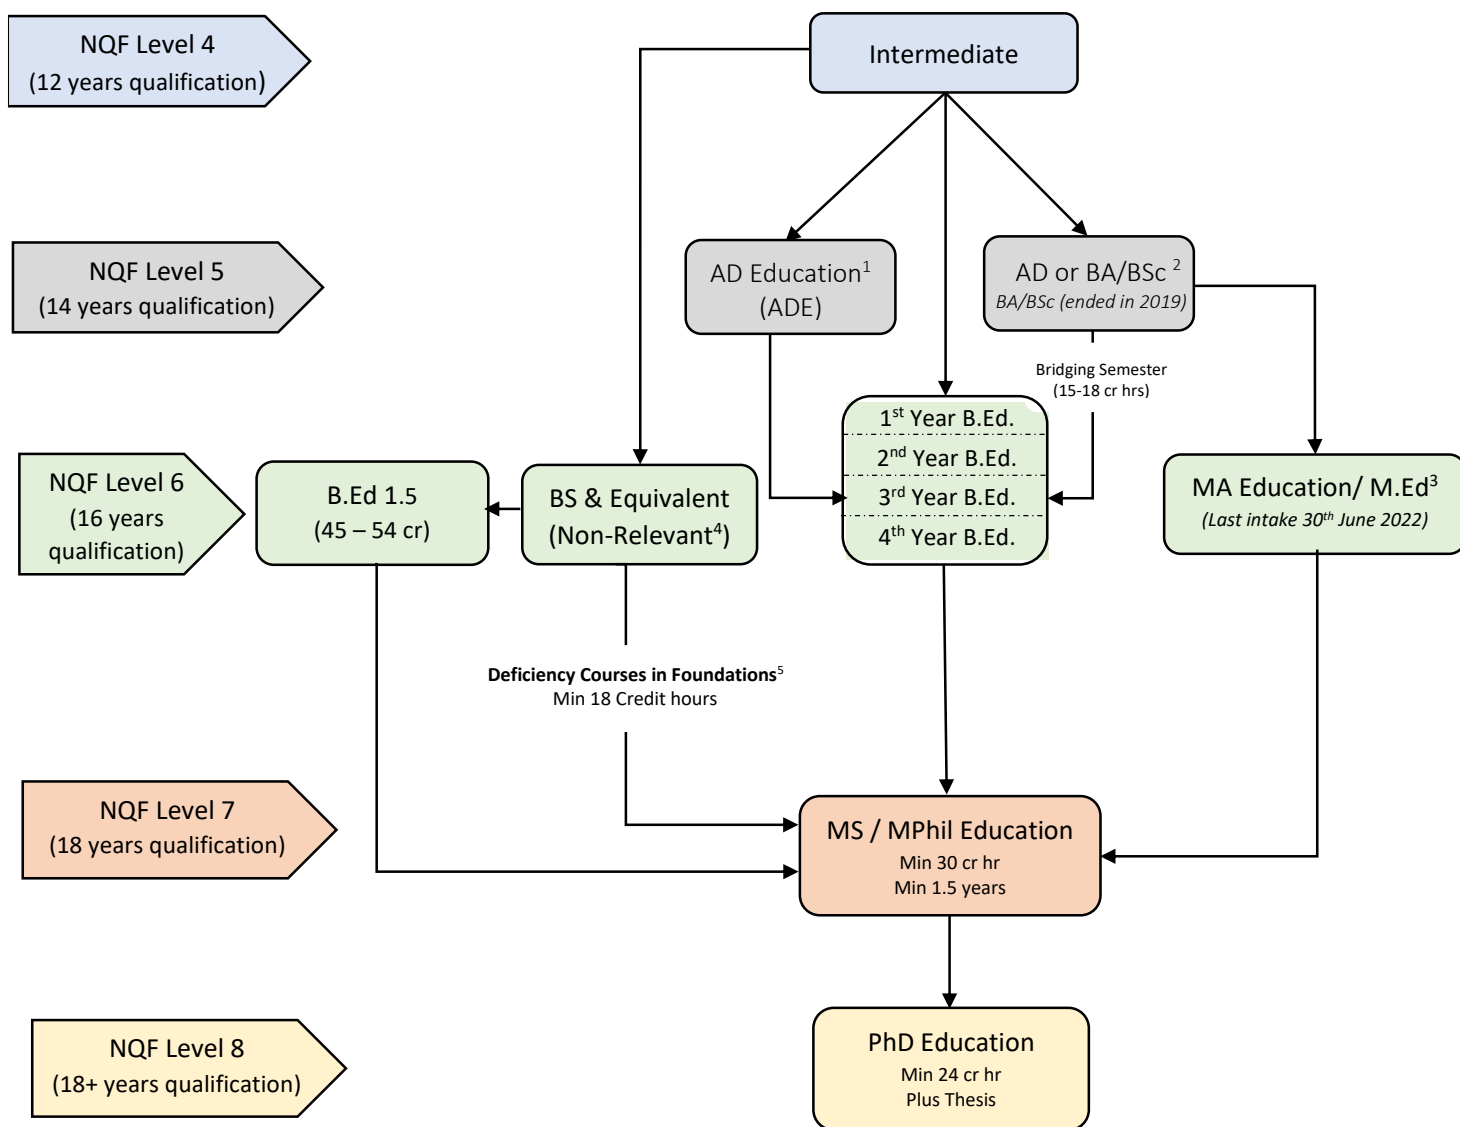 NQF Level 4
(12 years qualification)
Intermediate
NQF Level 5
(14 years qualification)
AD Education¹
(ADE)
AD or BA/BSc ²
BA/BSc (ended in 2019)
Bridging Semester
(15-18 cr hrs)
NQF Level 6
(16 years
qualification)
B.Ed 1.5
(45 – 54 cr)
BS & Equivalent
(Non-Relevant⁴)
1st Year B.Ed.
2nd Year B.Ed.
3rd Year B.Ed.
4th Year B.Ed.
MA Education/ M.Ed³
(Last intake 30th June 2022)
Deficiency Courses in Foundations⁵
Min 18 Credit hours
NQF Level 7
(18 years qualification)
MS / MPhil Education
Min 30 cr hr
Min 1.5 years
NQF Level 8
(18+ years qualification)
PhD Education
Min 24 cr hr
Plus Thesis